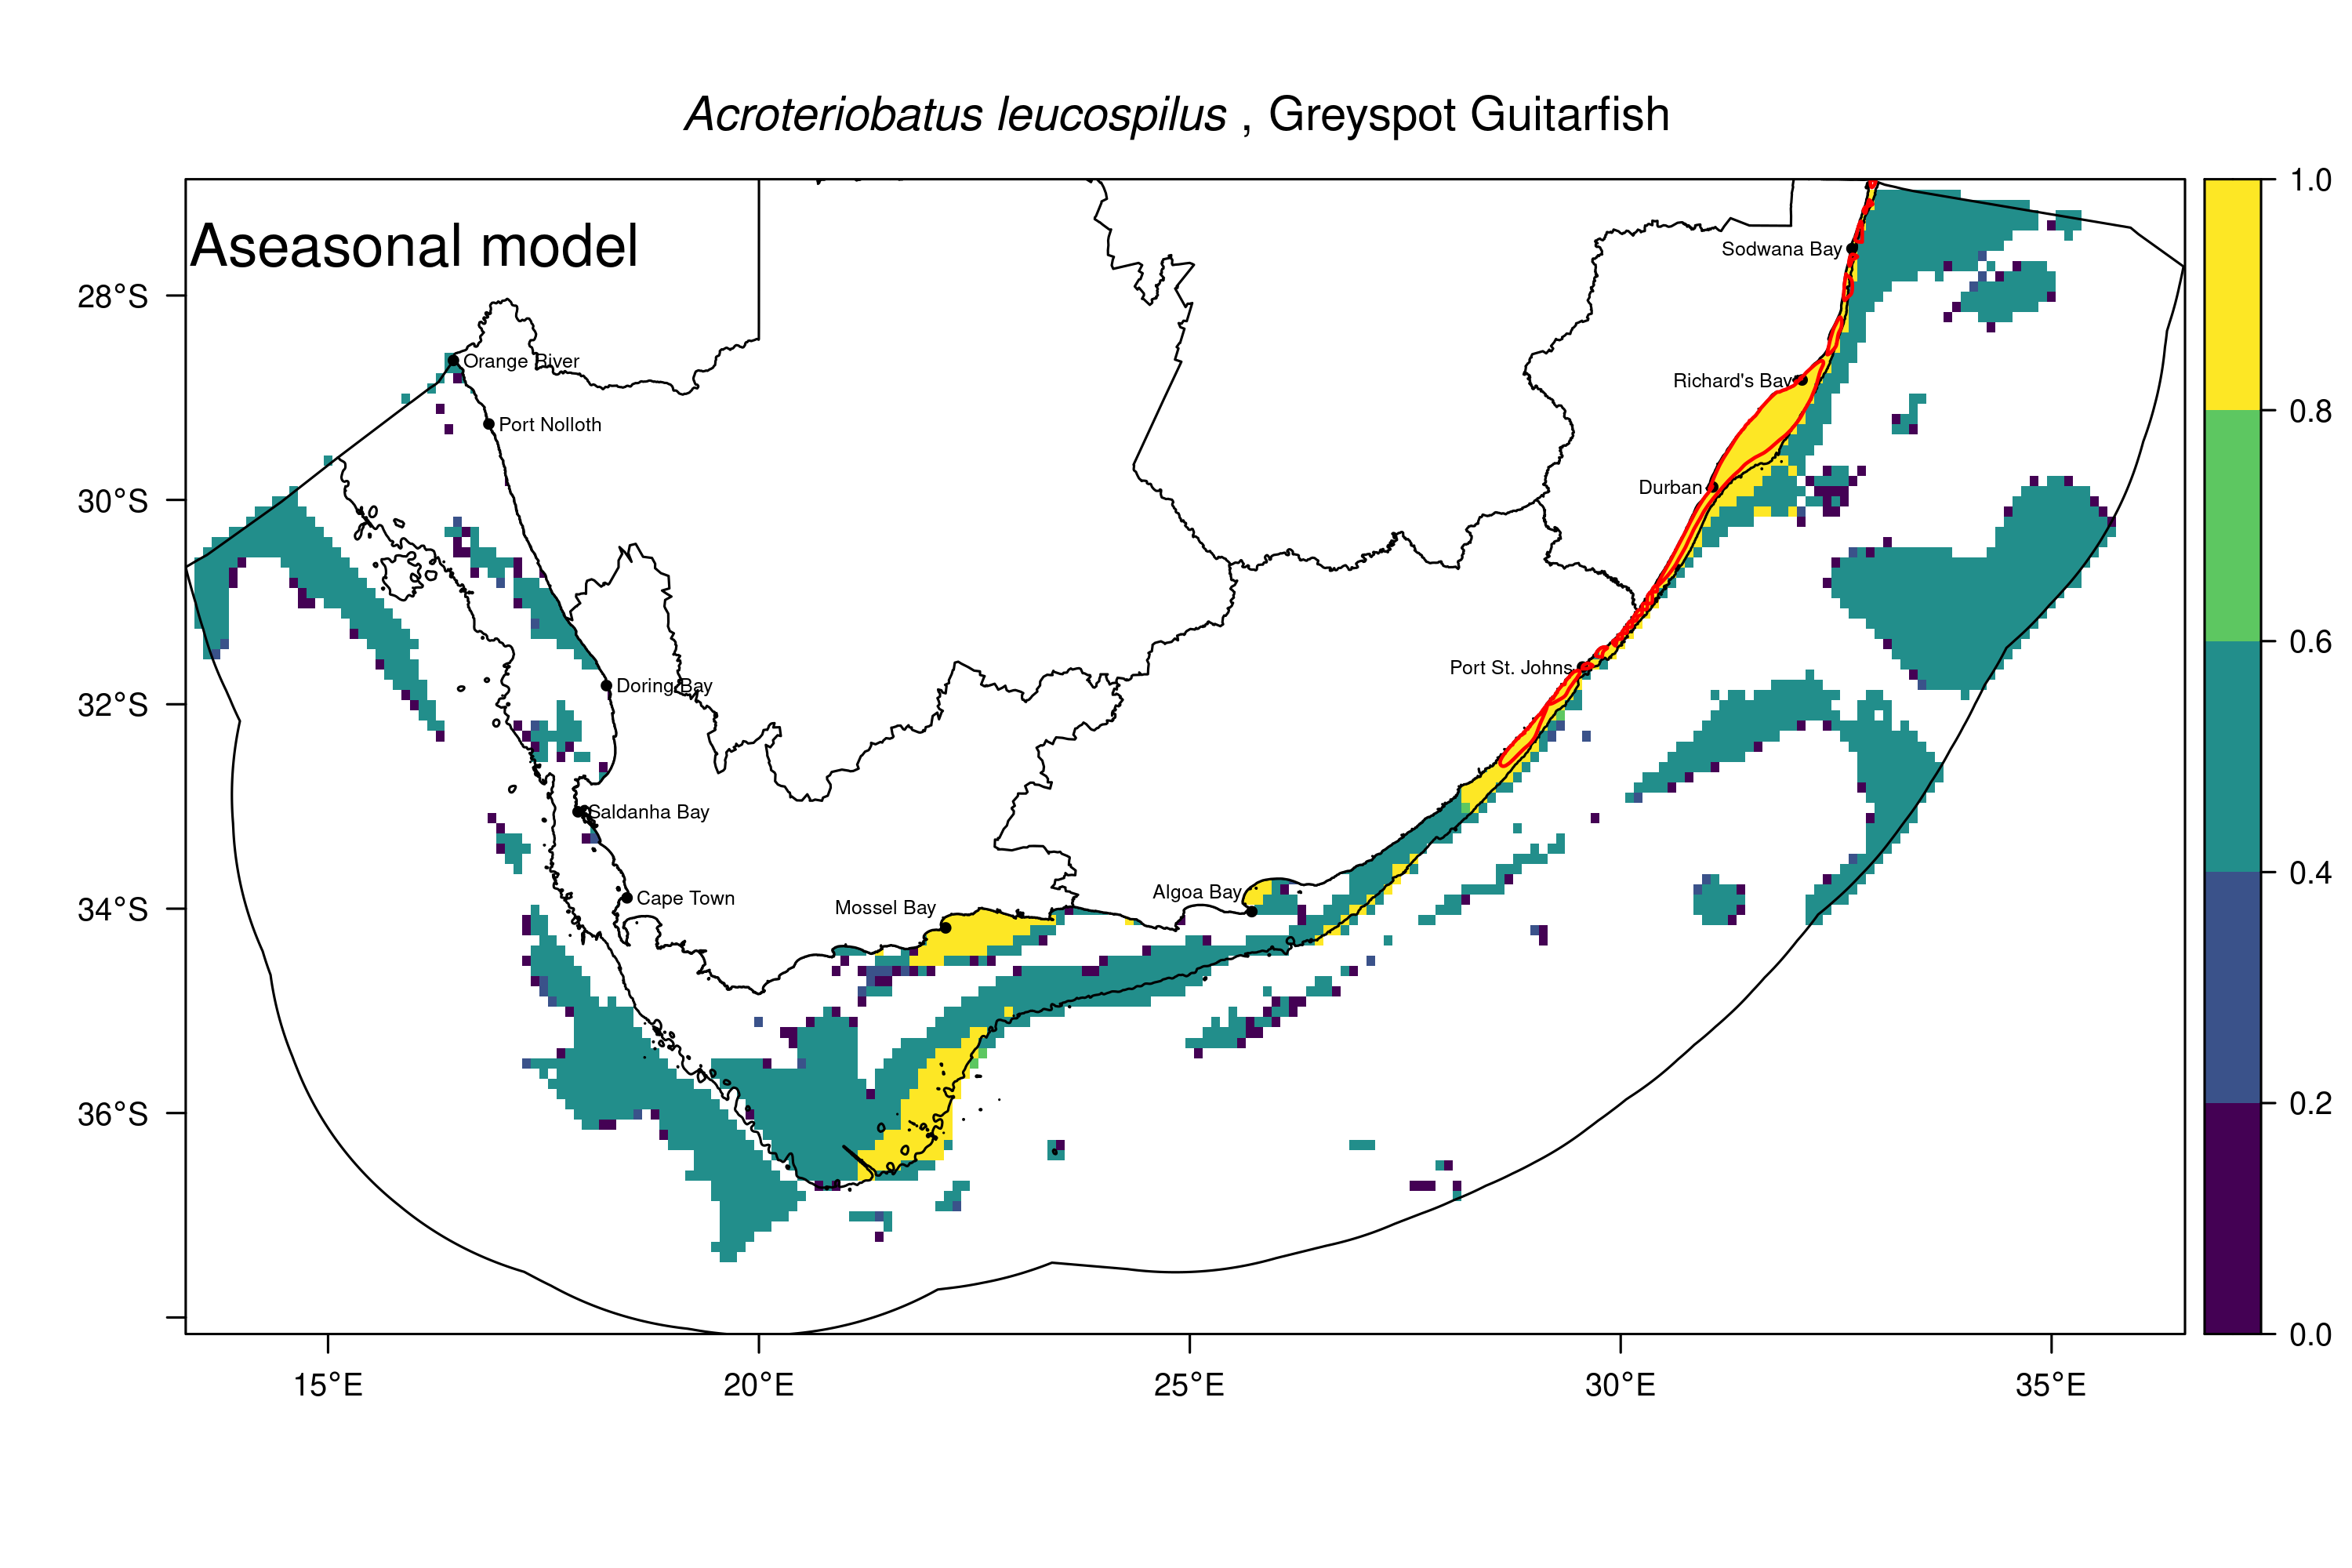 Acroteriobatus leucospilus , Greyspot Guitarfish
Aseasonal model
1.0
0.8
0.6
0.4
0.2
0.0
28°S
30°S
32°S
34°S
36°S
15°E
20°E
25°E
30°E
35°E
Sodwana Bay
Orange River
Richard's Bay
Port Nolloth
Durban
Port St. Johns
Doring Bay
Saldanha Bay
Algoa Bay
Cape Town
Mossel Bay